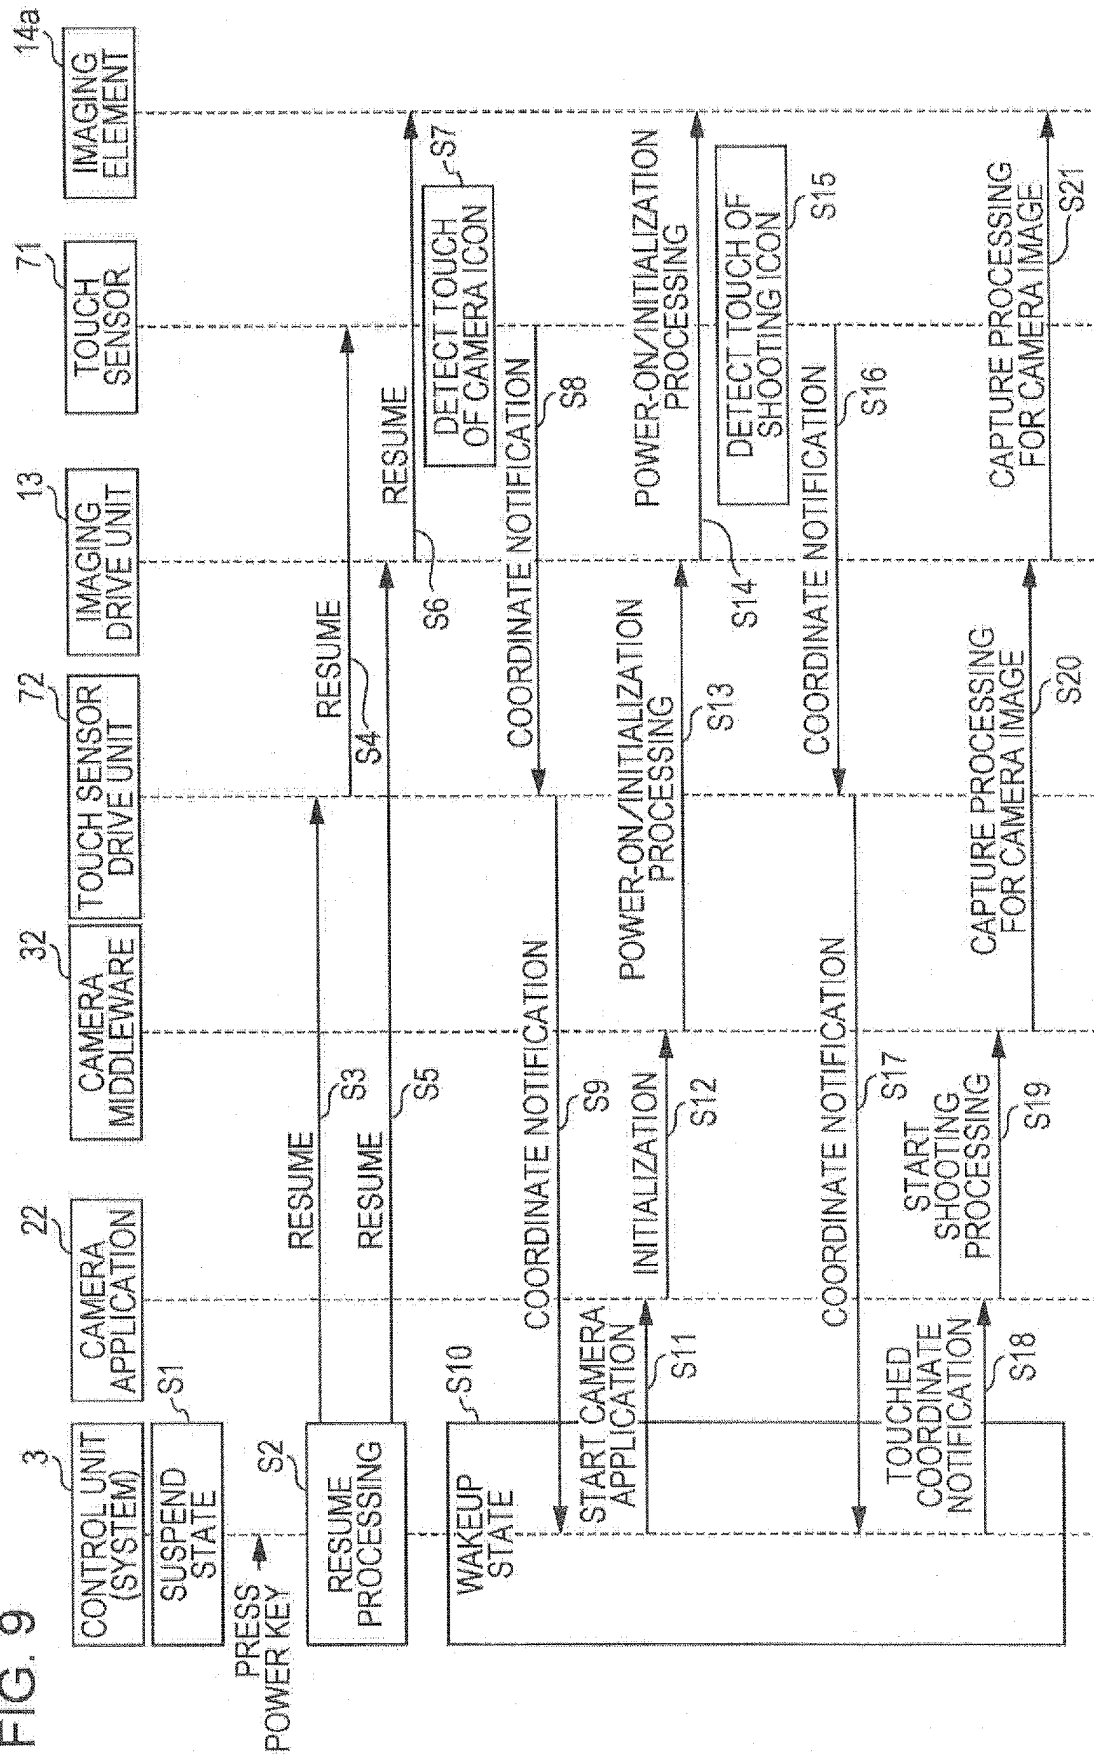 FIG. 9
3
CONTROL UNIT
(SYSTEM)
22
CAMERA
APPLICATION
32
CAMERA
MIDDLEWARE
72
TOUCH SENSOR
DRIVE UNIT
13
IMAGING
DRIVE UNIT
71
TOUCH
SENSOR
14a
IMAGING
ELEMENT
SUSPEND
STATE
S1
PRESS
POWER KEY
S2
RESUME
PROCESSING
RESUME
S3
RESUME
S4
RESUME
S5
RESUME
S6
S7
DETECT TOUCH
OF CAMERA ICON
COORDINATE NOTIFICATION
S8
COORDINATE NOTIFICATION
S9
WAKEUP
STATE
S10
START CAMERA
APPLICATION
S11
INITIALIZATION
S12
POWER-ON/INITIALIZATION
PROCESSING
S13
POWER-ON/INITIALIZATION
PROCESSING
S14
DETECT TOUCH OF
SHOOTING ICON
S15
COORDINATE NOTIFICATION
S16
COORDINATE NOTIFICATION
S17
TOUCHED
COORDINATE
NOTIFICATION
S18
START
SHOOTING
PROCESSING
S19
CAPTURE PROCESSING
FOR CAMERA IMAGE
S20
CAPTURE PROCESSING
FOR CAMERA IMAGE
S21